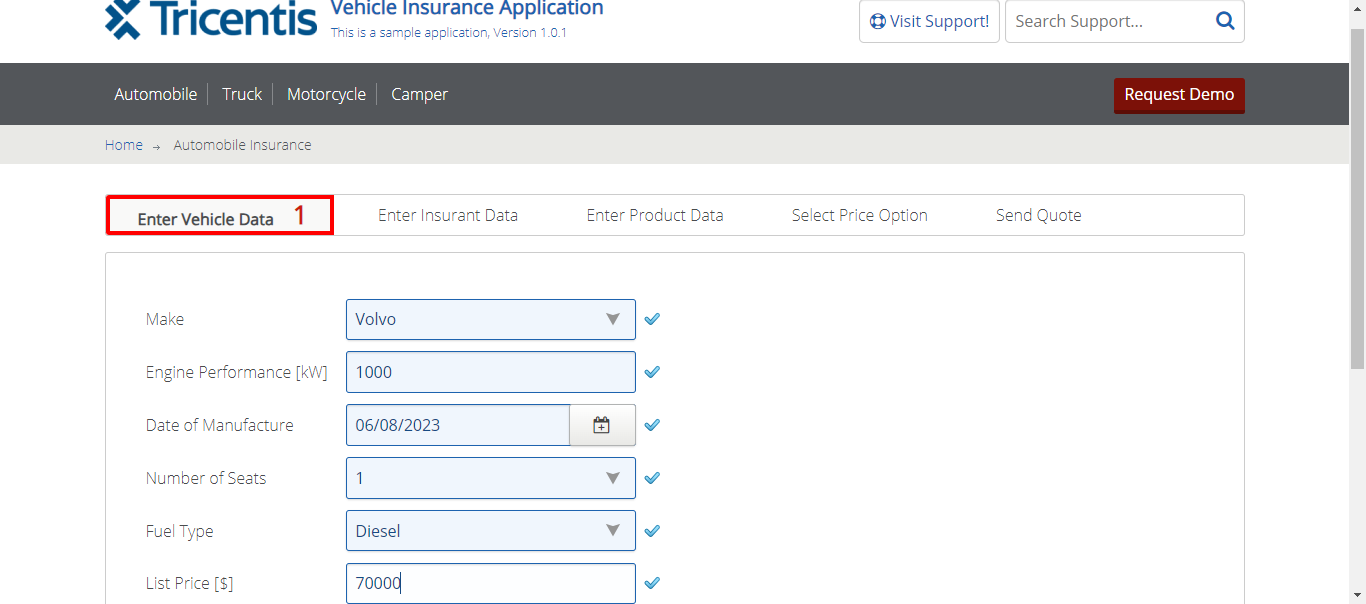 Tricentis
Vehicle Insurance Application
This is a sample application, Version 1.0.1
Visit Support!
Search Support...
Automobile
Truck
Motorcycle
Camper
Request Demo
Home → Automobile Insurance
Enter Vehicle Data 1
Enter Insurant Data
Enter Product Data
Select Price Option
Send Quote
Make
Volvo
Engine Performance [kW]
1000
Date of Manufacture
06/08/2023
Number of Seats
1
Fuel Type
Diesel
List Price [$]
70000